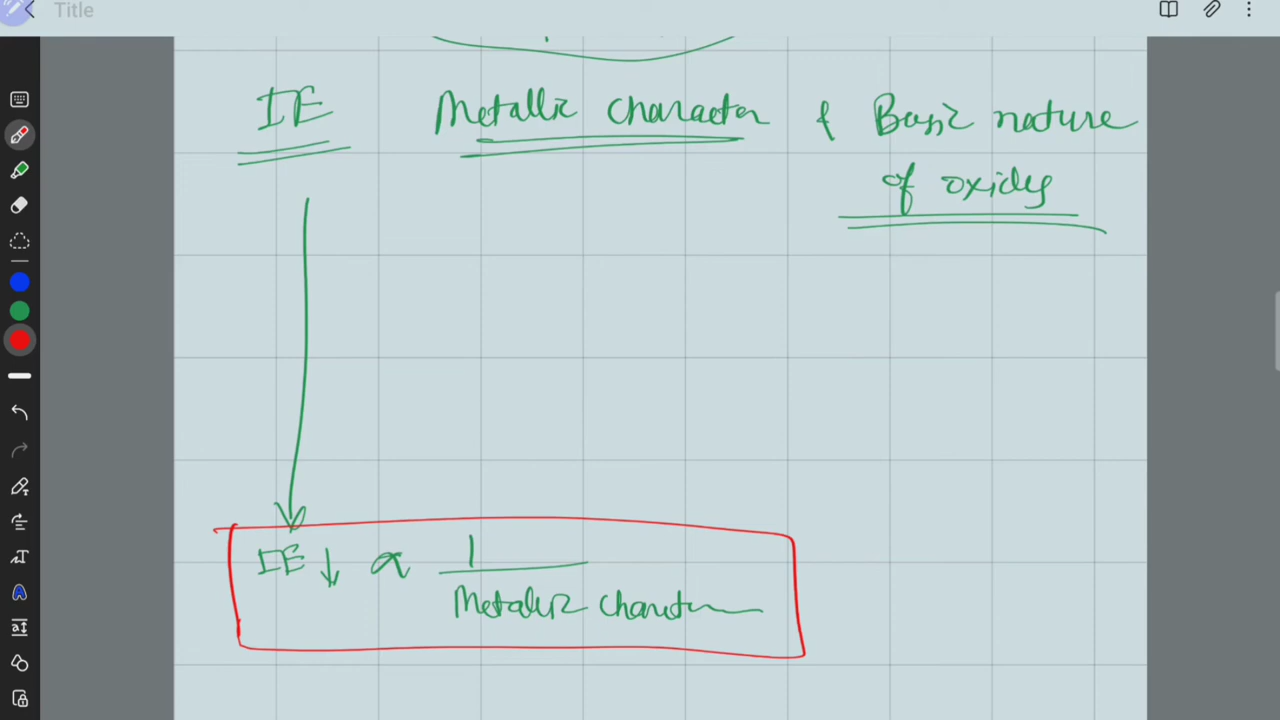 Title
IE Metallic character & Basic nature
of oxides
IE ↓ ∝ 1
Metallic character